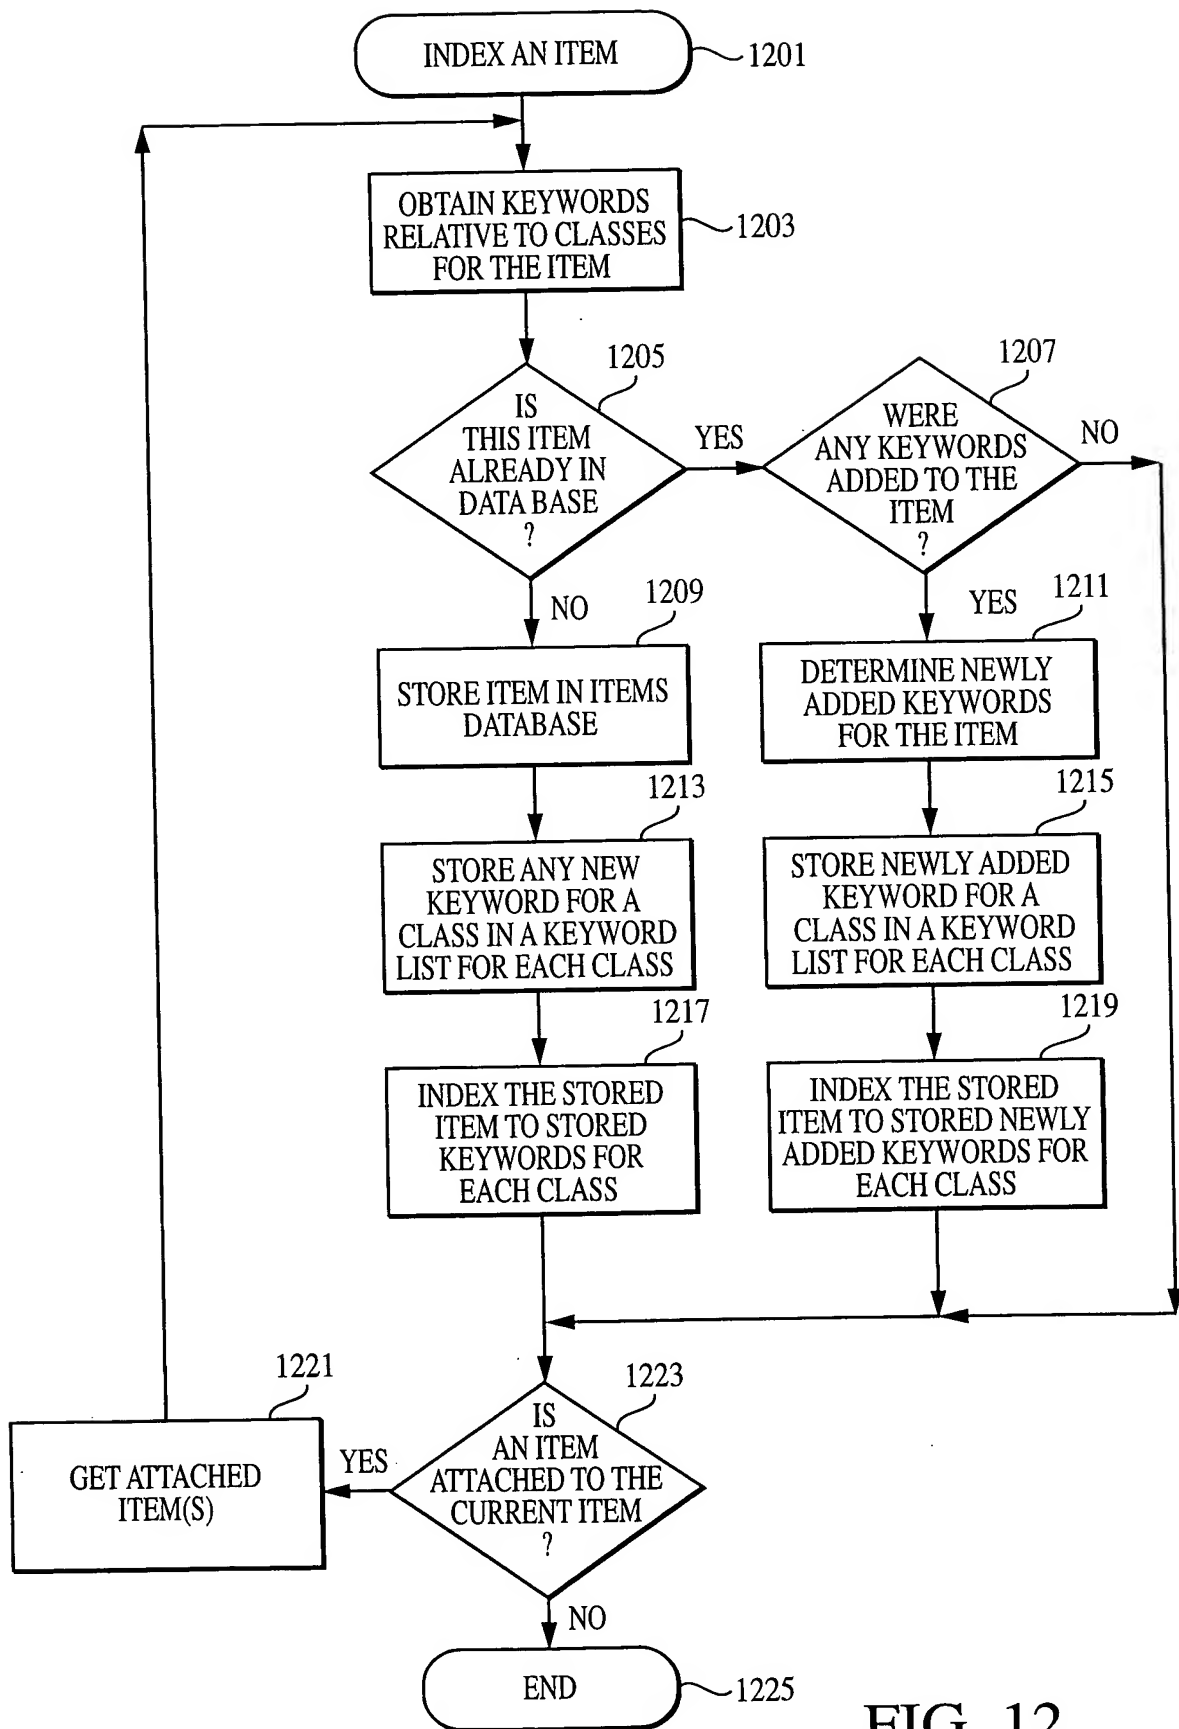 INDEX AN ITEM
1201
OBTAIN KEYWORDS
RELATIVE TO CLASSES
FOR THE ITEM
1203
1205
IS
THIS ITEM
ALREADY IN
DATA BASE
?
YES
1207
WERE
ANY KEYWORDS
ADDED TO THE
ITEM
?
NO
NO
1209
STORE ITEM IN ITEMS
DATABASE
YES
1211
DETERMINE NEWLY
ADDED KEYWORDS
FOR THE ITEM
1213
STORE ANY NEW
KEYWORD FOR A
CLASS IN A KEYWORD
LIST FOR EACH CLASS
1215
STORE NEWLY ADDED
KEYWORD FOR A
CLASS IN A KEYWORD
LIST FOR EACH CLASS
1217
INDEX THE STORED
ITEM TO STORED
KEYWORDS FOR
EACH CLASS
1219
INDEX THE STORED
ITEM TO STORED NEWLY
ADDED KEYWORDS FOR
EACH CLASS
1221
GET ATTACHED
ITEM(S)
YES
1223
IS
AN ITEM
ATTACHED TO THE
CURRENT ITEM
?
NO
END
1225
FIG. 12